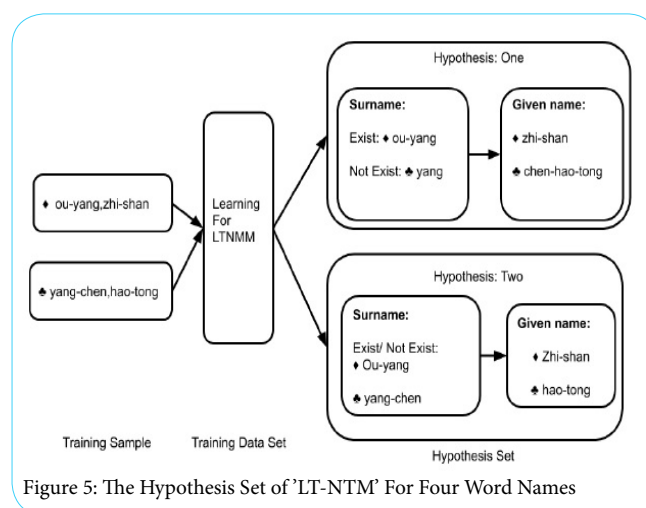 Hypothesis: One
Surname:
Exist: ♦ ou-yang
Not Exist: ♣ yang
Given name:
♦ zhi-shan
♣ chen-hao-tong
Learning
For
LTNMM
♦ ou-yang,zhi-shan
♣ yang-chen,hao-tong
Hypothesis: Two
Surname:
Exist/ Not Exist:
♦ Ou-yang
♣ yang-chen
Given name:
♦ Zhi-shan
♣ hao-tong
Training Sample
Training Data Set
Hypothesis Set
Figure 5: The Hypothesis Set of ’LT-NTM’ For Four Word Names